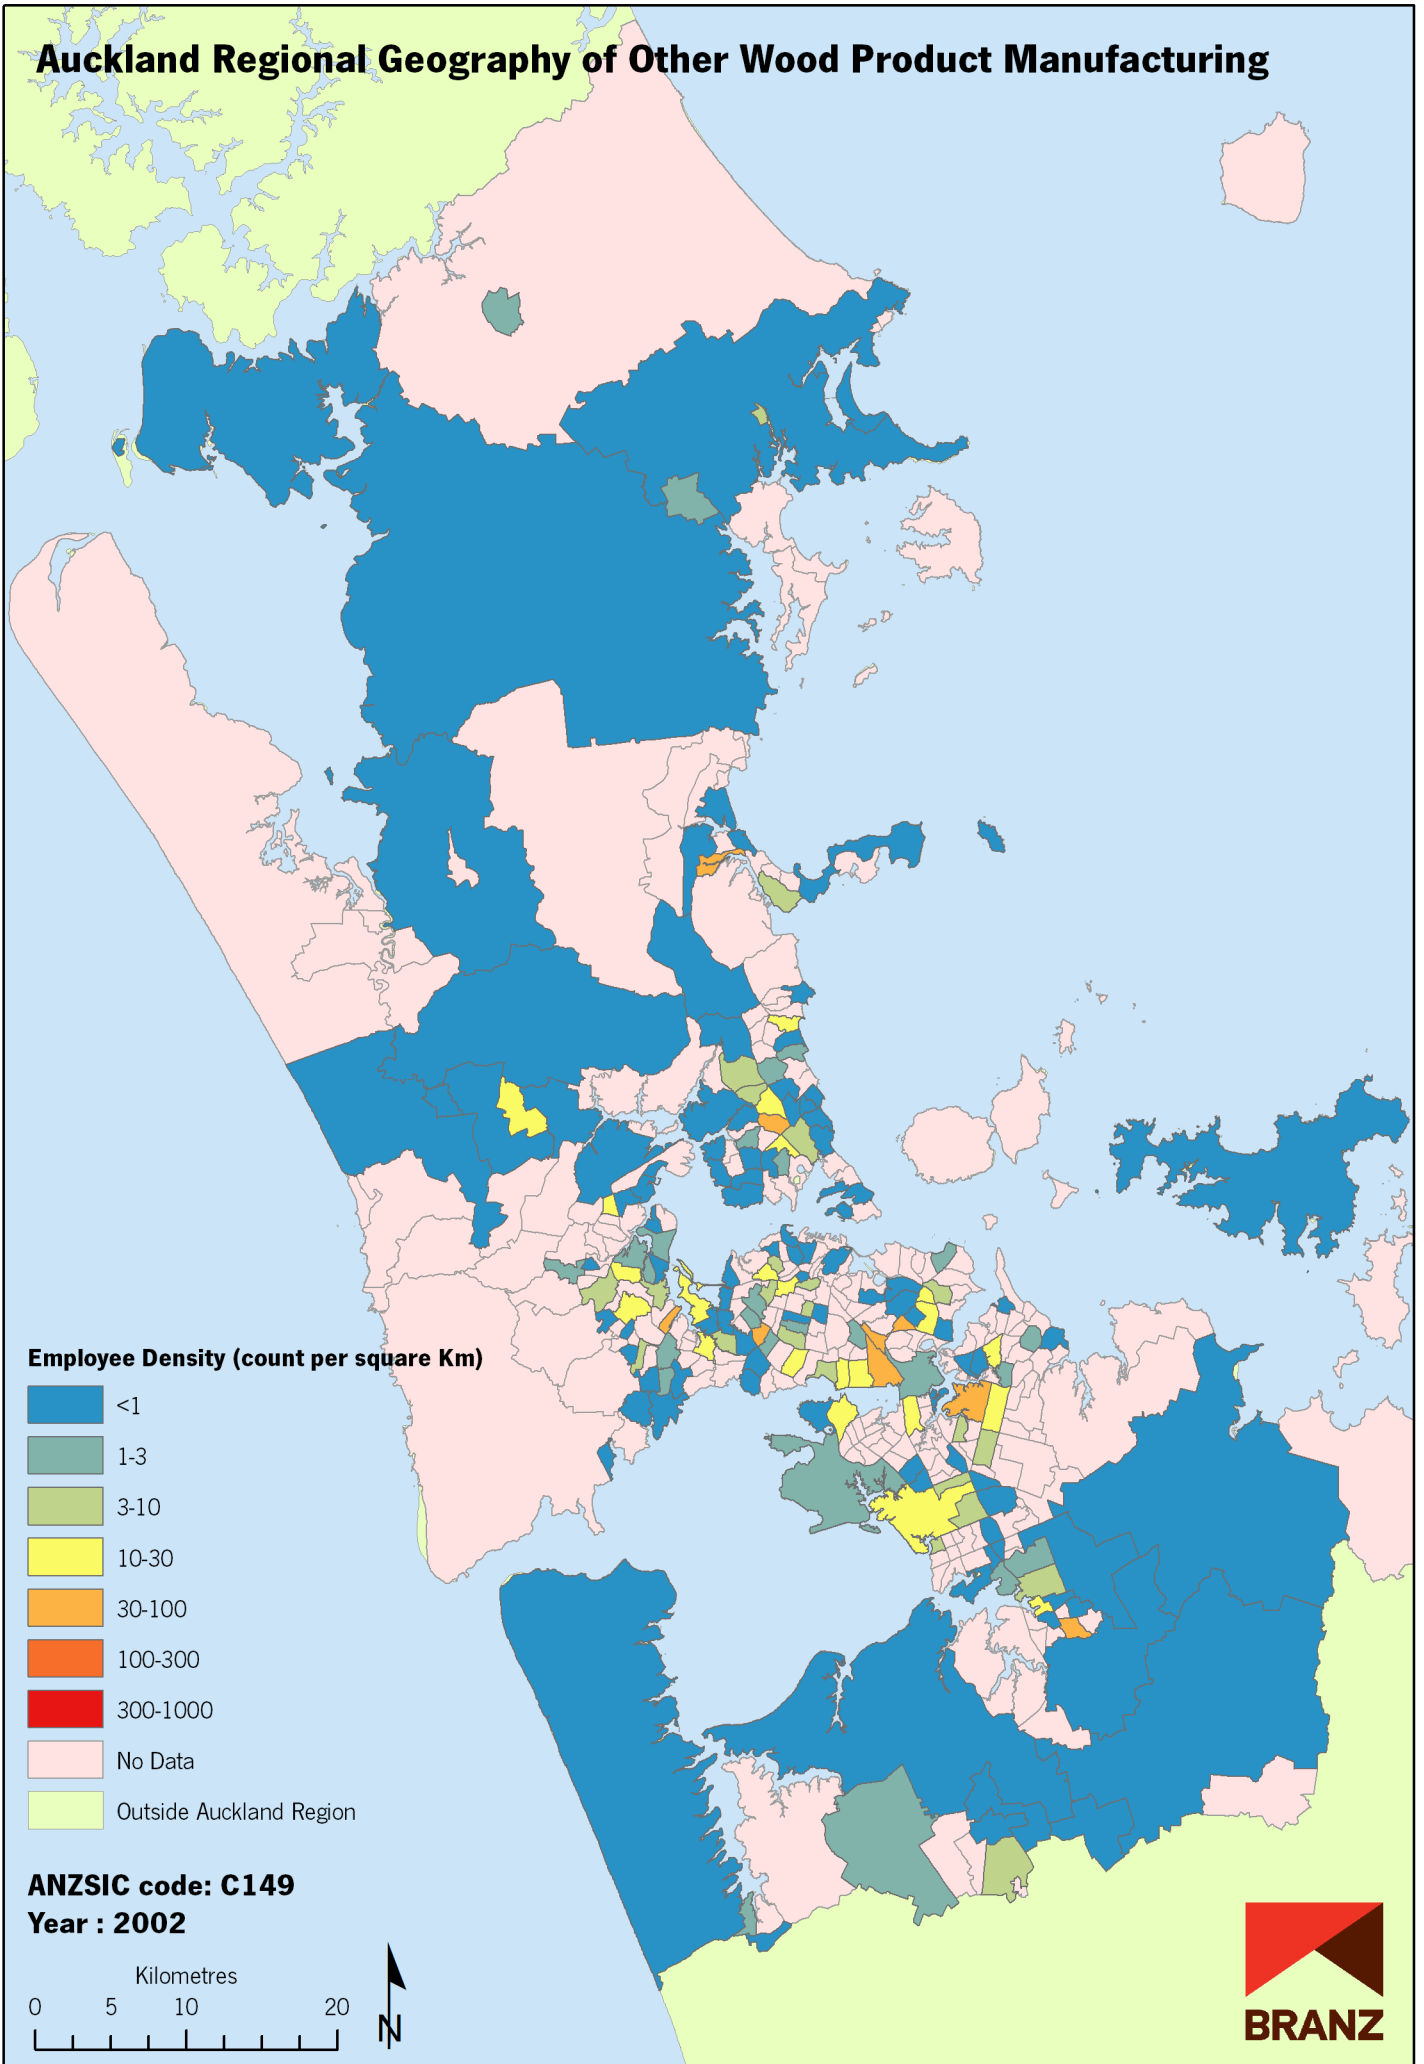 Auckland Regional Geography of Other Wood Product Manufacturing
Employee Density (count per square Km)
<1
1-3
3-10
10-30
30-100
100-300
300-1000
No Data
Outside Auckland Region
ANZSIC code: C149
Year : 2002
Kilometres
0 5 10 20
N
BRANZ